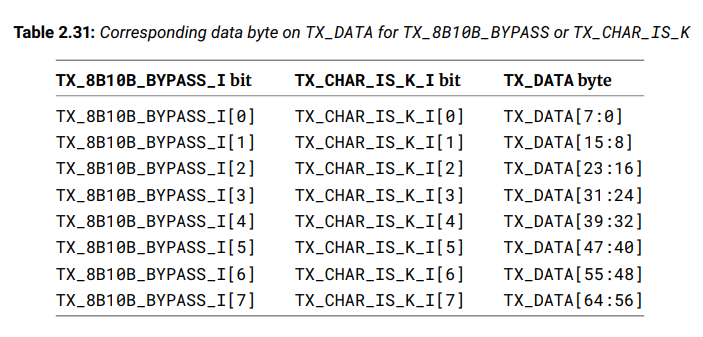 Table 2.31: Corresponding data byte on TX_DATA for TX_8B10B_BYPASS or TX_CHAR_IS_K
TX_8B10B_BYPASS_I bit TX_CHAR_IS_K_I bit TX_DATA byte
TX_8B10B_BYPASS_I[0] TX_CHAR_IS_K_I[0] TX_DATA[7:0]
TX_8B10B_BYPASS_I[1] TX_CHAR_IS_K_I[1] TX_DATA[15:8]
TX_8B10B_BYPASS_I[2] TX_CHAR_IS_K_I[2] TX_DATA[23:16]
TX_8B10B_BYPASS_I[3] TX_CHAR_IS_K_I[3] TX_DATA[31:24]
TX_8B10B_BYPASS_I[4] TX_CHAR_IS_K_I[4] TX_DATA[39:32]
TX_8B10B_BYPASS_I[5] TX_CHAR_IS_K_I[5] TX_DATA[47:40]
TX_8B10B_BYPASS_I[6] TX_CHAR_IS_K_I[6] TX_DATA[55:48]
TX_8B10B_BYPASS_I[7] TX_CHAR_IS_K_I[7] TX_DATA[64:56]